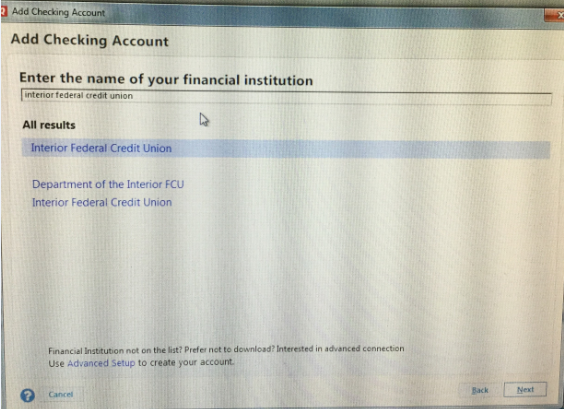 Add Checking Account
Add Checking Account
Enter the name of your financial institution
interior federal credit union
All results
Interior Federal Credit Union
Department of the Interior FCU
Interior Federal Credit Union
Financial Institution not on the list? Prefer not to download? Interested in advanced connection
Use Advanced Setup to create your account.
? Cancel Back Next